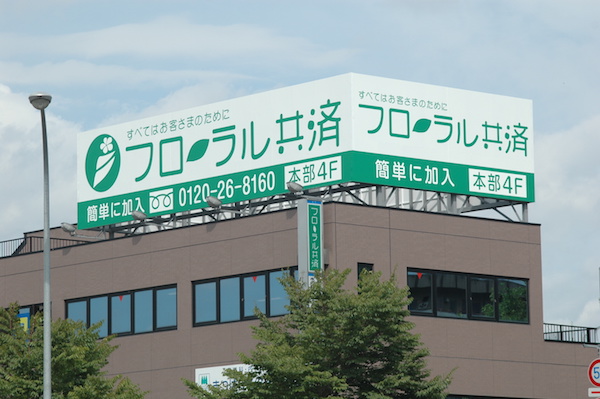 すべてはお客さまのために
フローラル共済
簡単に加入 0120-26-8160 本部4F
すべてはお客さまのために
フローラル共済
簡単に加入 本部4F
フローラル共済